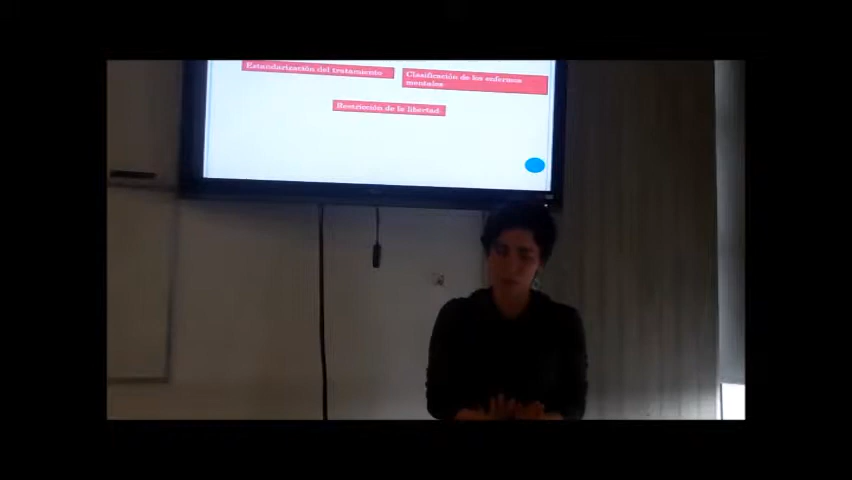 Estandarización del tratamiento
Clasificación de los enfermos
mentales
Restricción de la libertad